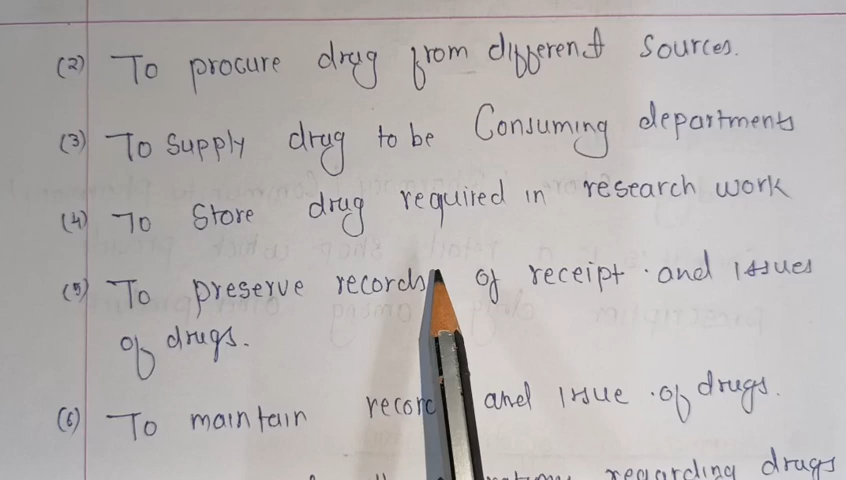 (2) To procure drug from different Sources.
(3) To Supply drug to be Consuming departments
(4) To Store drug required in research work
(5) To preserve records of receipt and issues
of drugs.
(6) To maintain record and issue of drugs.
regarding drugs